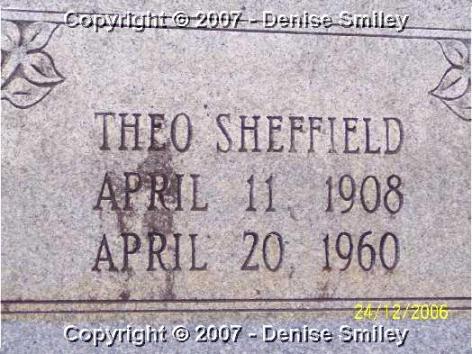 Copyright © 2007 - Denise Smiley
THEO SHEFFIELD
APRIL 11, 1908
APRIL 20, 1960
24/12/2006
Copyright © 2007 - Denise Smiley